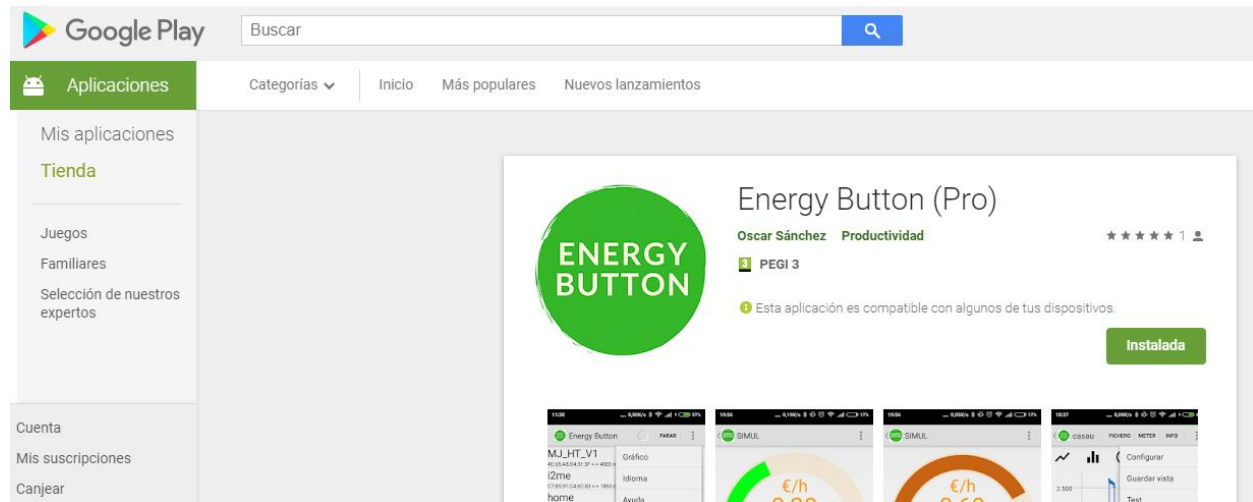 Google Play
Buscar
Aplicaciones
Categorías
Inicio
Más populares
Nuevos lanzamientos
Mis aplicaciones
Tienda
Juegos
Familiares
Selección de nuestros
expertos
Cuenta
Mis suscripciones
Canjear
ENERGY
BUTTON
Energy Button (Pro)
Oscar Sánchez Productividad
1
3 PEGI 3
Esta aplicación es compatible con algunos de tus dispositivos.
Instalada
Energy Button PARAR
MJ_HT_V1
Gráfico
i2me
Idioma
home
Ayuda
SIMUL
€/h
SIMUL
€/h
casau FICHERO METER INFO
Configurar
Guardar vista
2.500
Test